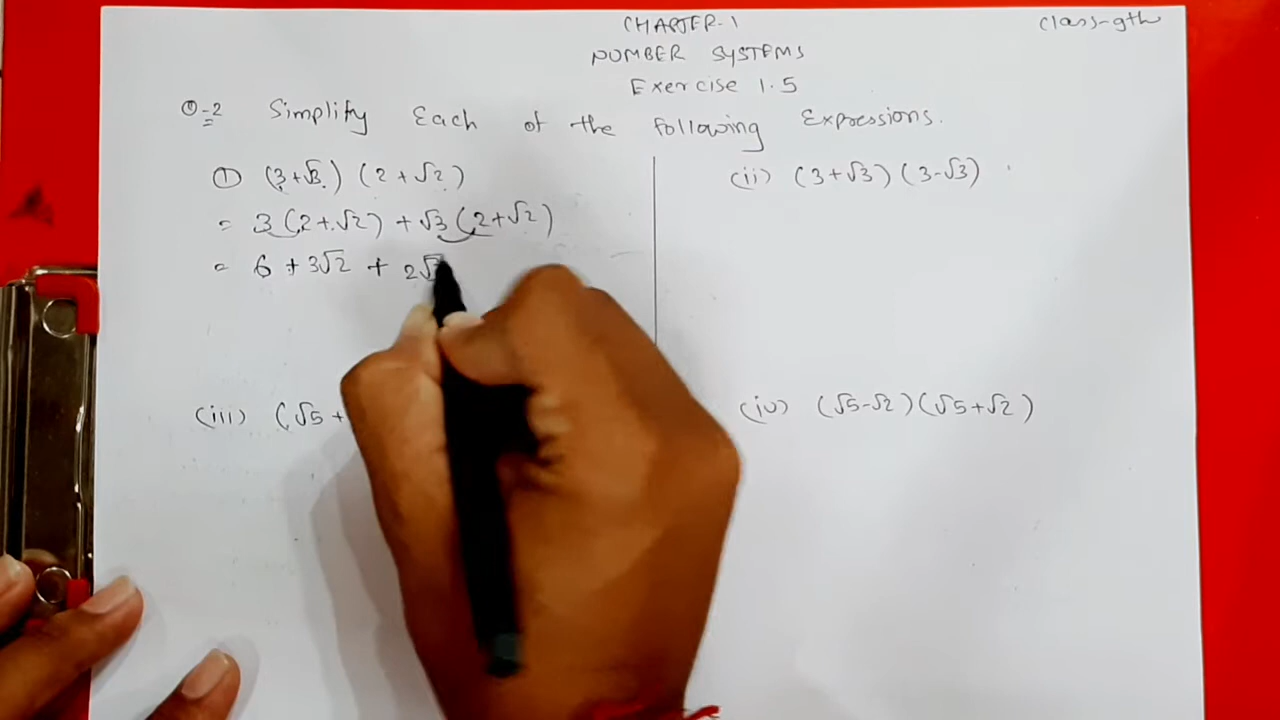 CHAPTER-1
Class-9th
NUMBER SYSTEMS
Exercise 1.5
Q-2 Simplify Each of the following Expressions.
① (3+√3) (2+√2)
= 3 (2+√2) + √3 (2+√2)
= 6 + 3√2 + 2√
(ii) (3+√3) (3-√3)
(iii) (√5 +
(iv) (√5-√2) (√5+√2)